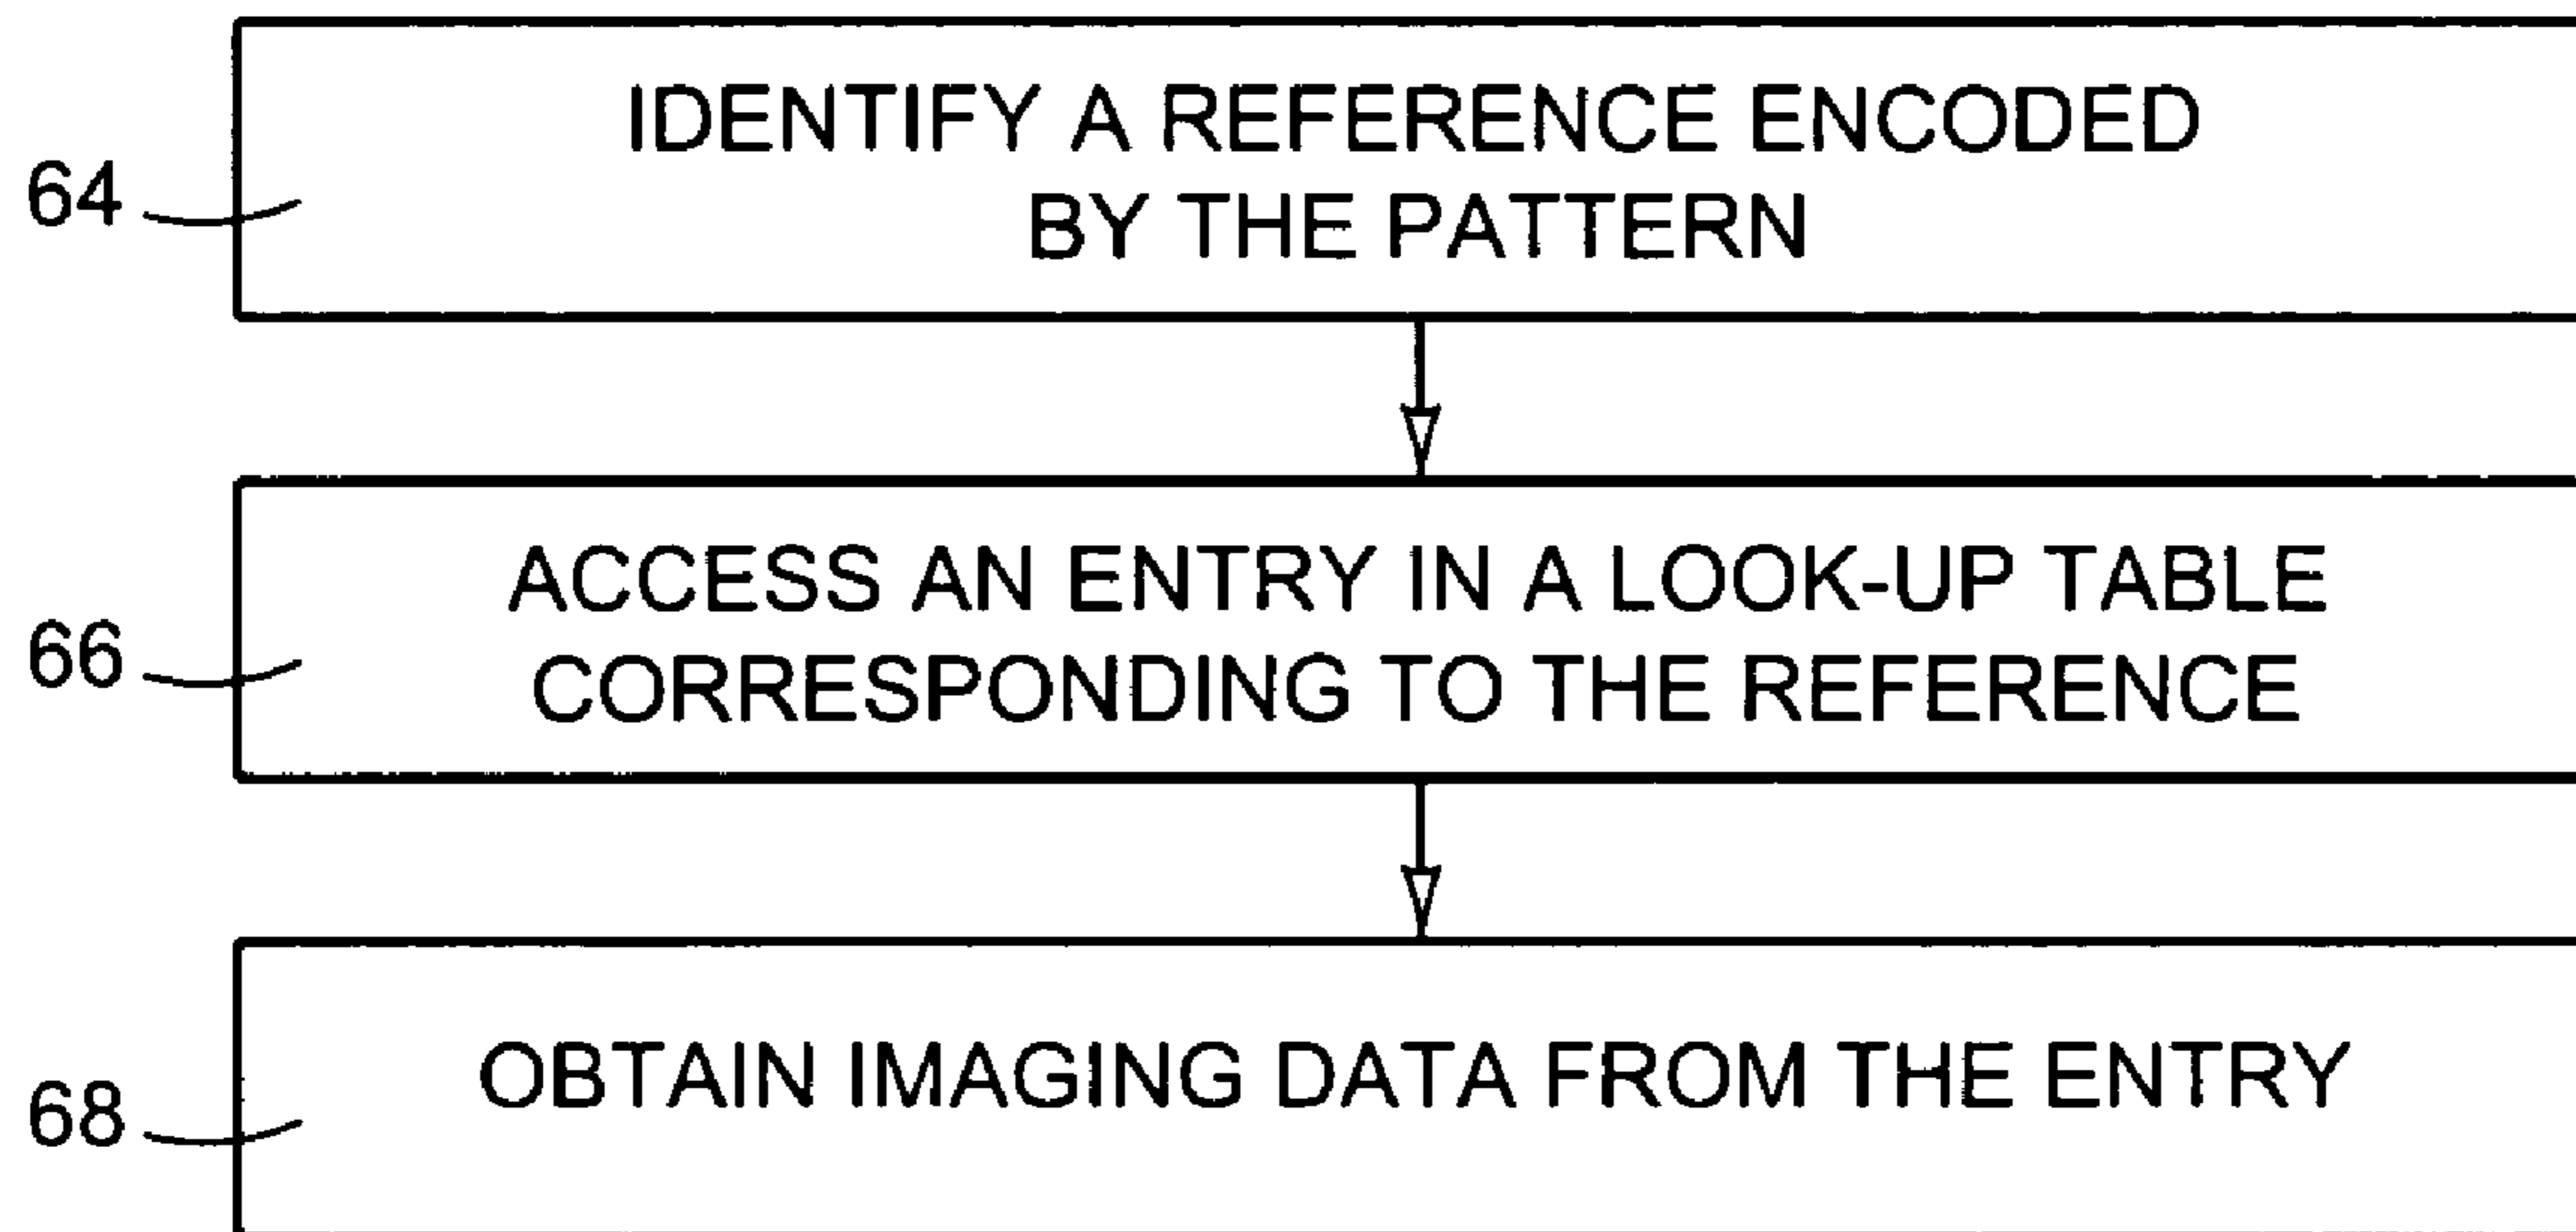 IDENTIFY A REFERENCE ENCODED
BY THE PATTERN
64
ACCESS AN ENTRY IN A LOOK-UP TABLE
CORRESPONDING TO THE REFERENCE
66
OBTAIN IMAGING DATA FROM THE ENTRY
68